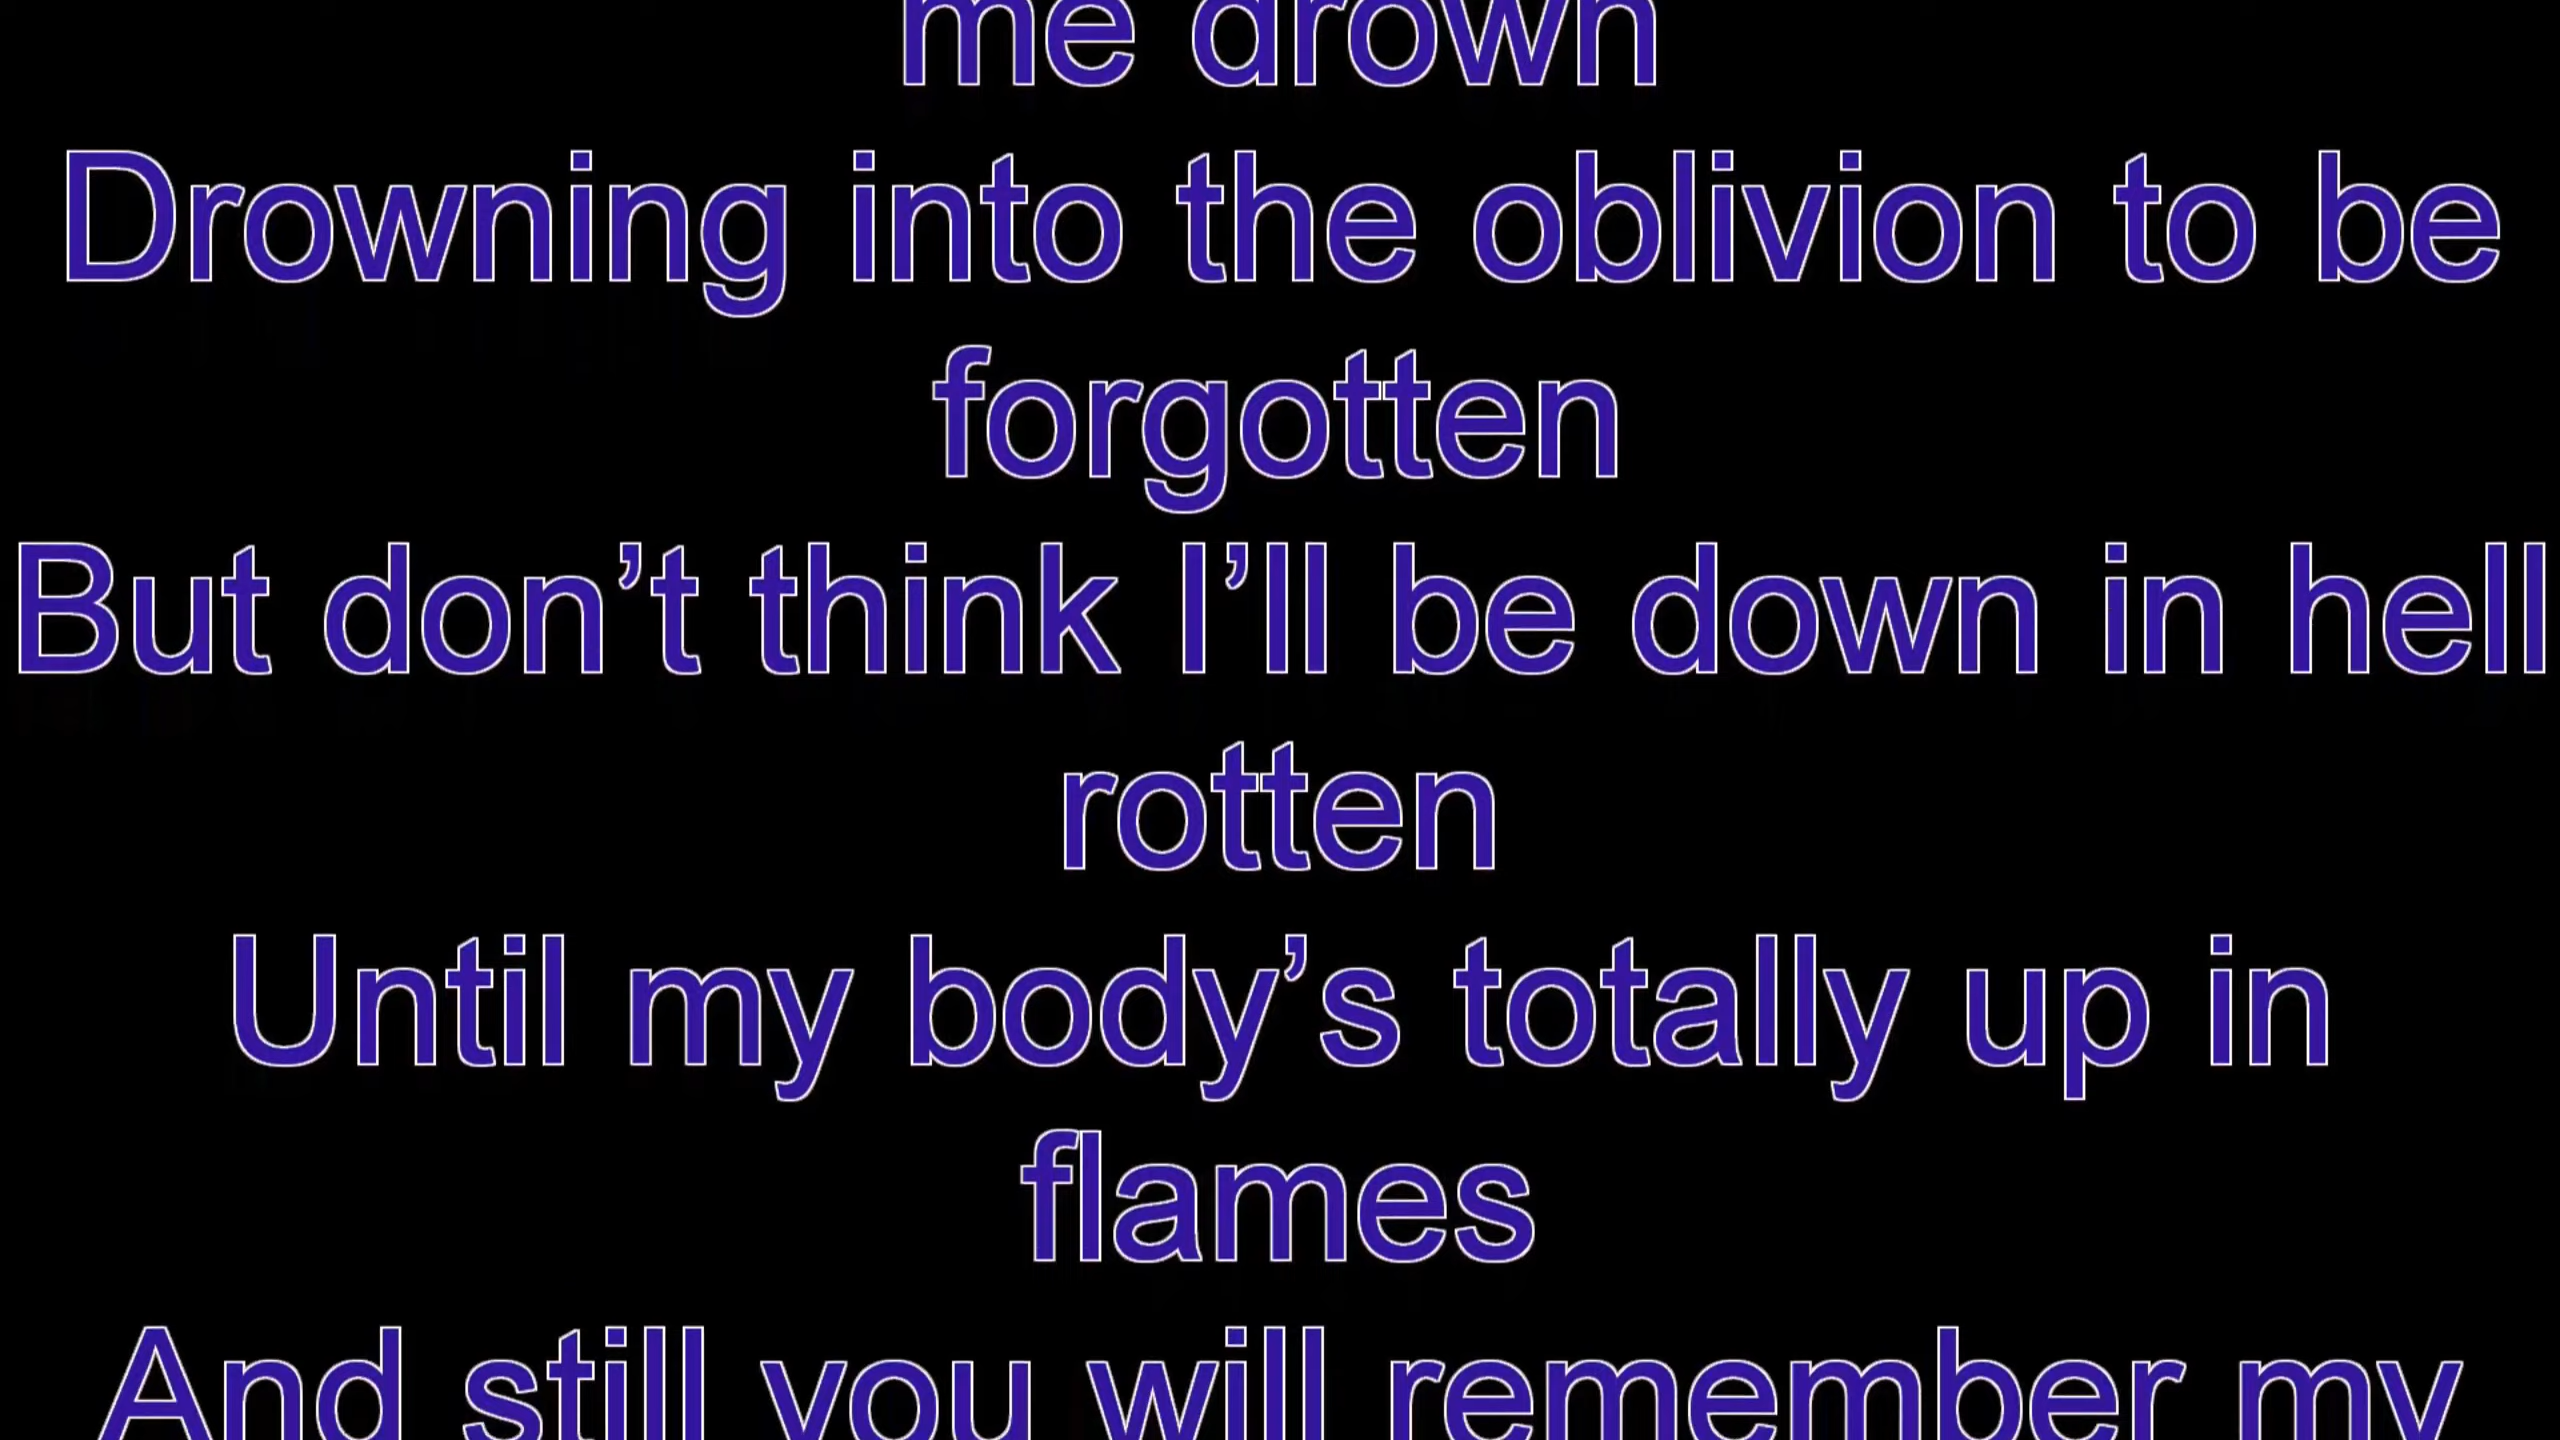 me drown
Drowning into the oblivion to be
forgotten
But don’t think I’ll be down in hell
rotten
Until my body’s totally up in
flames
And still you will remember my